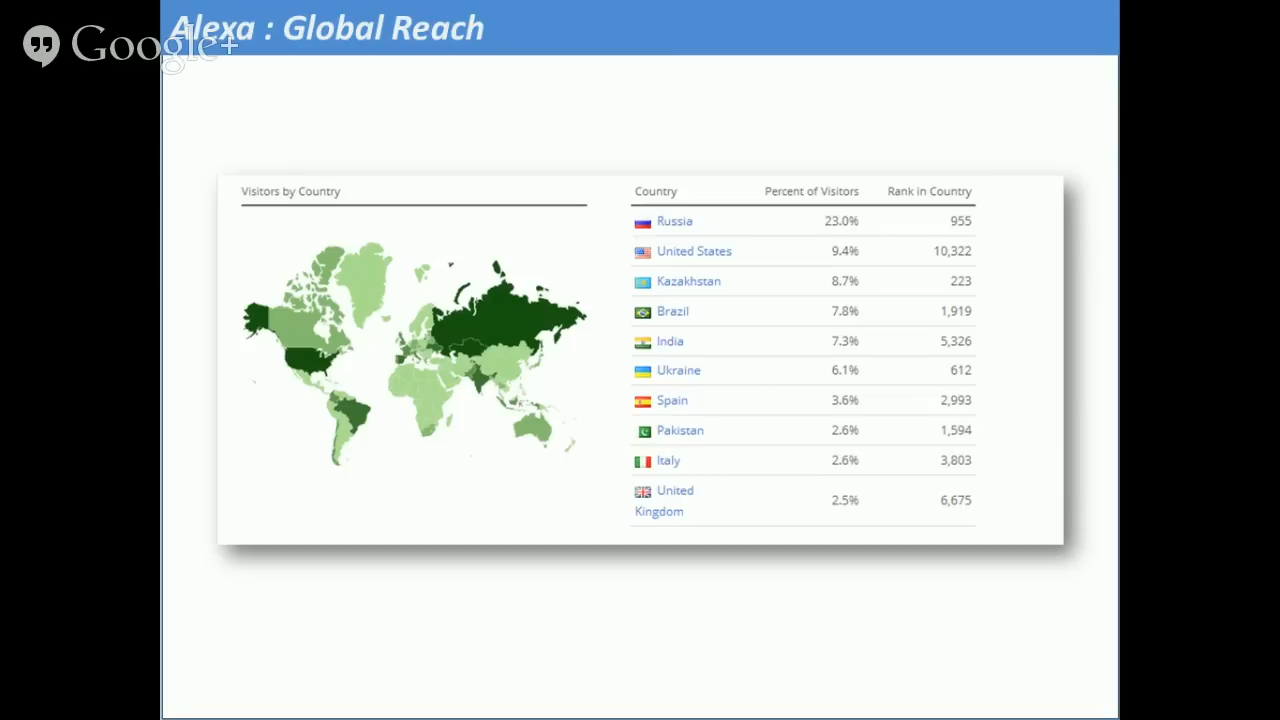 Alexa : Global Reach
Google+
Visitors by Country
Country Percent of Visitors Rank in Country
Russia 23.0% 955
United States 9.4% 10,322
Kazakhstan 8.7% 223
Brazil 7.8% 1,919
India 7.3% 5,326
Ukraine 6.1% 612
Spain 3.6% 2,993
Pakistan 2.6% 1,594
Italy 2.6% 3,803
United
Kingdom 2.5% 6,675